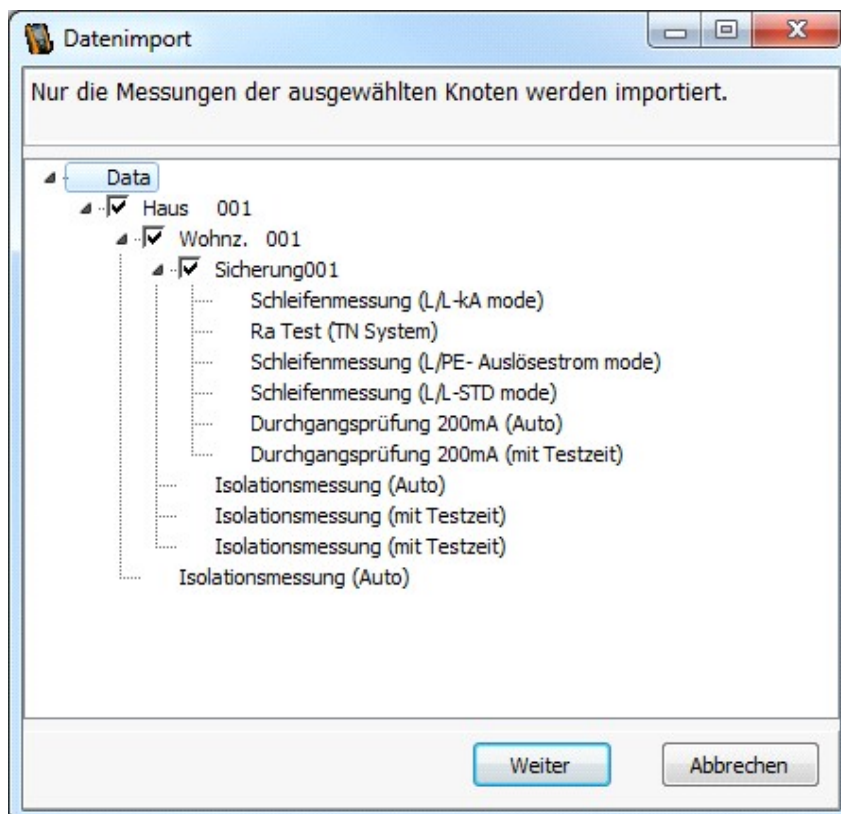 Datenimport
Nur die Messungen der ausgewählten Knoten werden importiert.
Data
Haus 001
Wohnz. 001
Sicherung001
Schleifenmessung (L/L-kA mode)
Ra Test (TN System)
Schleifenmessung (L/PE- Auslösestrom mode)
Schleifenmessung (L/L-STD mode)
Durchgangsprüfung 200mA (Auto)
Durchgangsprüfung 200mA (mit Testzeit)
Isolationsmessung (Auto)
Isolationsmessung (mit Testzeit)
Isolationsmessung (mit Testzeit)
Isolationsmessung (Auto)
Weiter Abbrechen